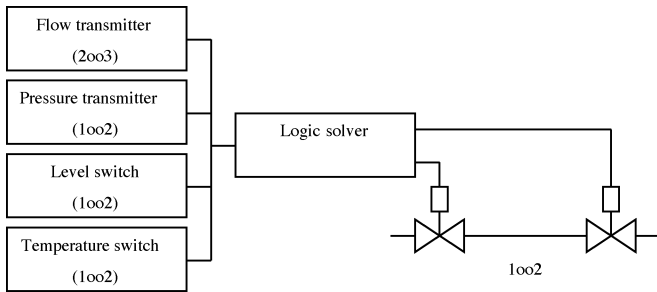 Flow transmitter
(2oo3)
Pressure transmitter
(1oo2)
Level switch
(1oo2)
Temperature switch
(1oo2)
Logic solver
1oo2